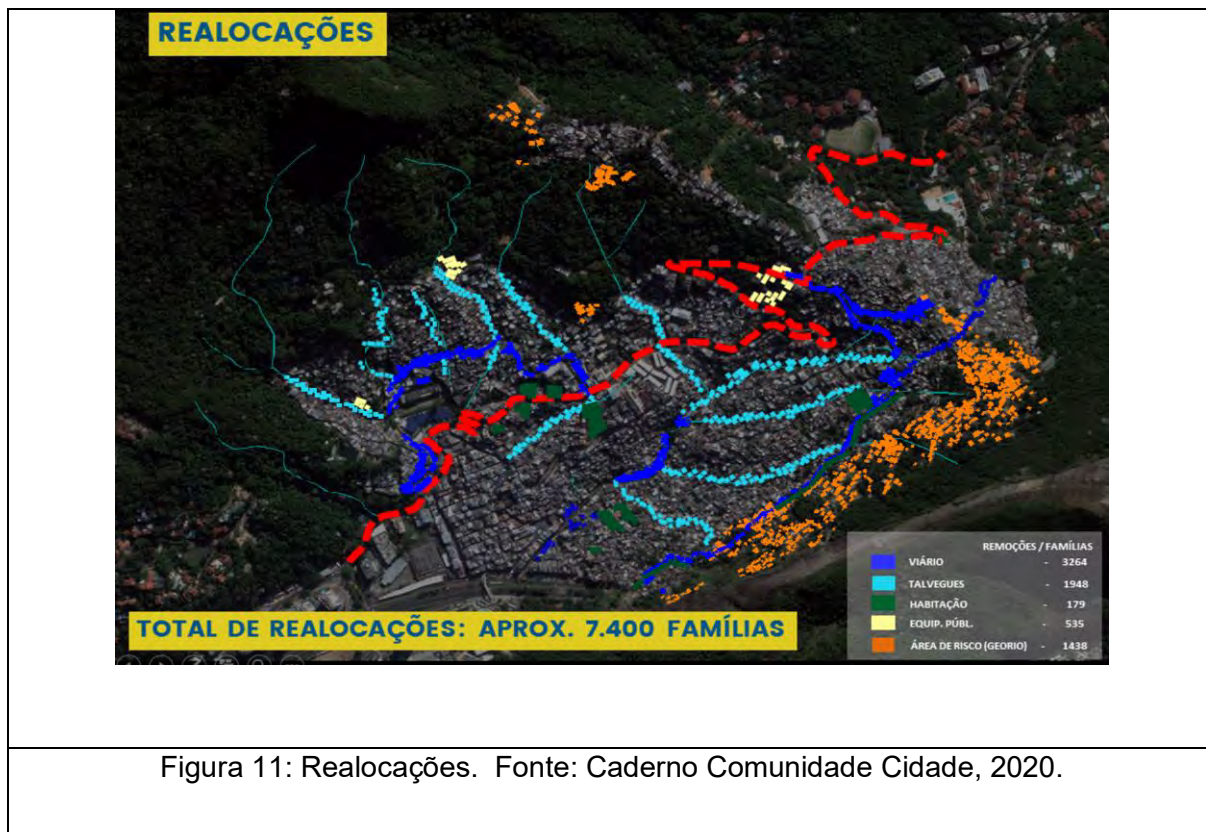 REALOCAÇÕES
REMOÇÕES / FAMÍLIAS
VIÁRIO - 3264
TALVEGUES - 1948
HABITAÇÃO - 179
EQUIP. PÚBL. - 535
ÁREA DE RISCO (GEORIO) - 1438
TOTAL DE REALOCAÇÕES: APROX. 7.400 FAMÍLIAS
Figura 11: Realocações. Fonte: Caderno Comunidade Cidade, 2020.